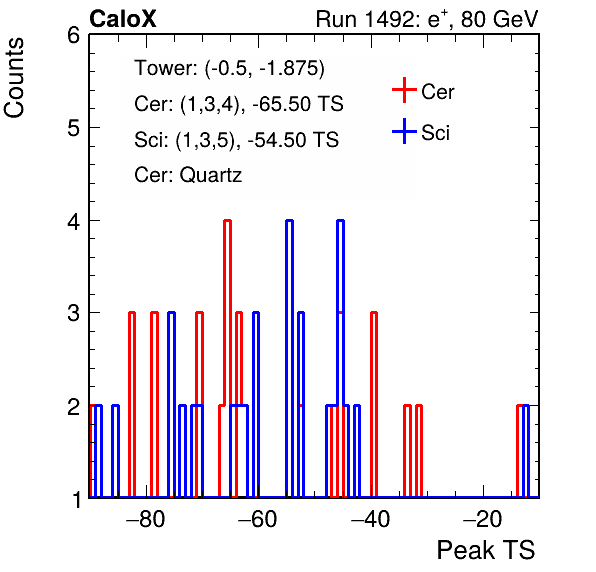 CaloX Run 1492: e⁺, 80 GeV
Counts
6
5
4
3
2
1
Tower: (-0.5, -1.875)
Cer: (1,3,4), -65.50 TS
Sci: (1,3,5), -54.50 TS
Cer: Quartz
Cer
Sci
−80 −60 −40 −20
Peak TS